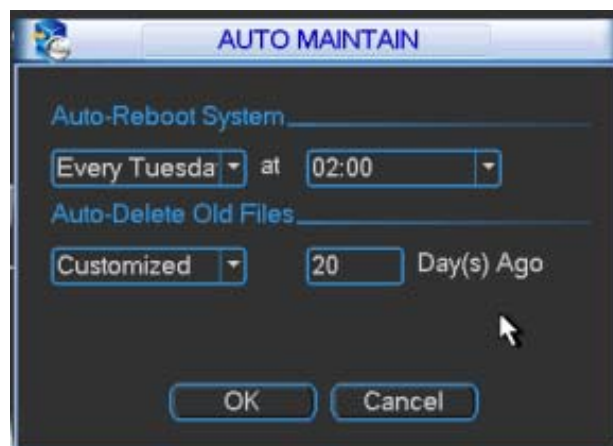 AUTO MAINTAIN
Auto-Reboot System
Every Tuesda at 02:00
Auto-Delete Old Files
Customized 20 Day(s) Ago
OK Cancel